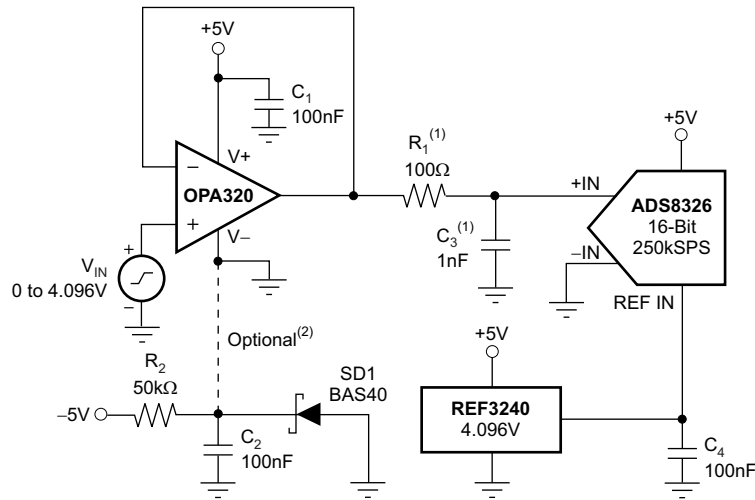 +5V
C₁
100nF
V+
−
OPA320
+
V−
R₁⁽¹⁾
100Ω
C₃⁽¹⁾
1nF
+5V
+IN
ADS8326
16-Bit
250kSPS
−IN
REF IN
+
V_IN
0 to 4.096V
−
Optional⁽²⁾
R₂
50kΩ
−5V
C₂
100nF
SD1
BAS40
+5V
REF3240
4.096V
C₄
100nF